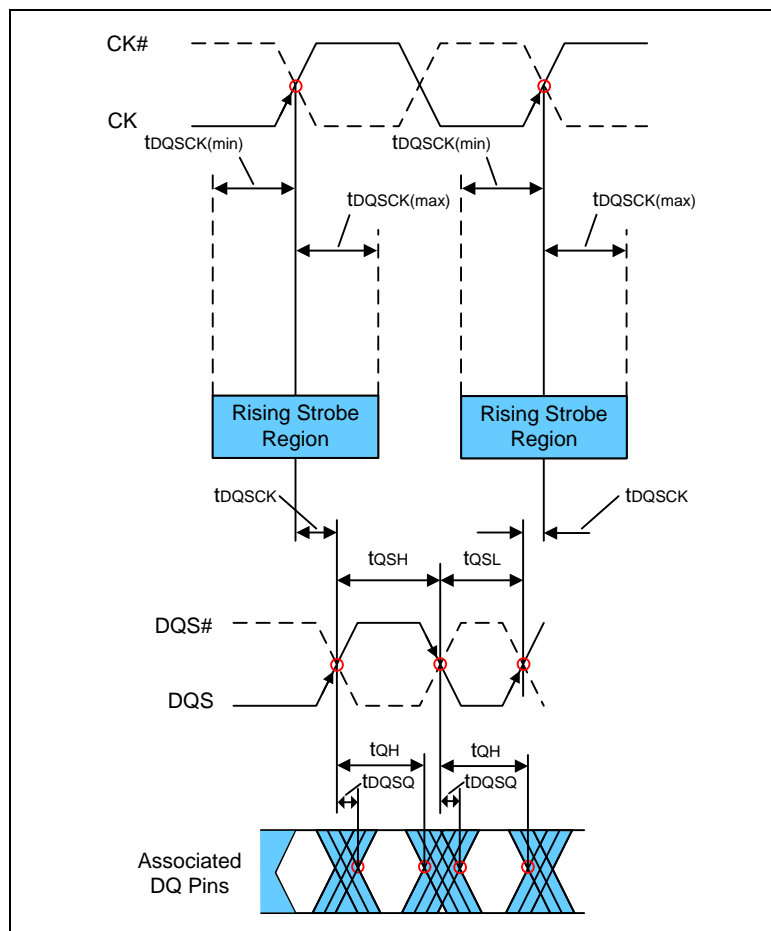 CK#
CK
tDQSCK(min)
tDQSCK(min)
tDQSCK(max)
tDQSCK(max)
Rising Strobe
Region
Rising Strobe
Region
tDQSCK
tDQSCK
tQSH
tQSL
DQS#
DQS
tQH
tQH
tDQSQ
tDQSQ
Associated
DQ Pins